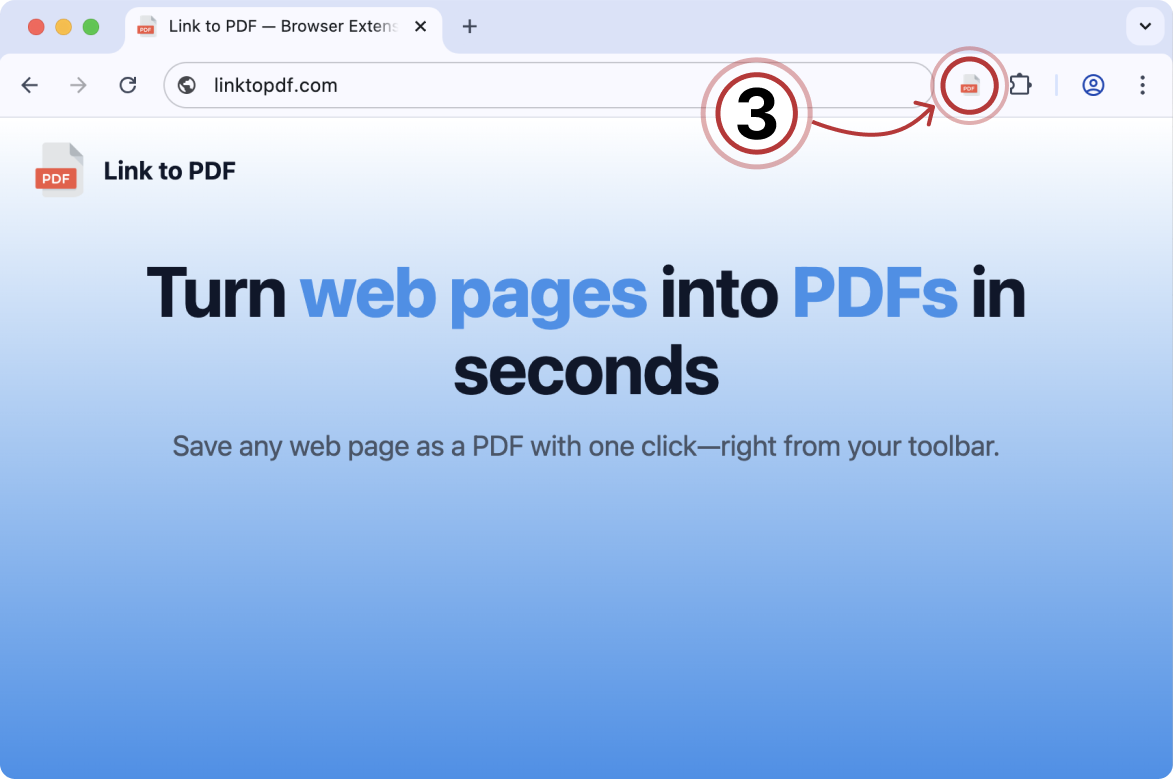 Link to PDF — Browser Extens
linktopdf.com
PDF
3
PDF
Link to PDF
Turn web pages into PDFs in
seconds
Save any web page as a PDF with one click—right from your toolbar.